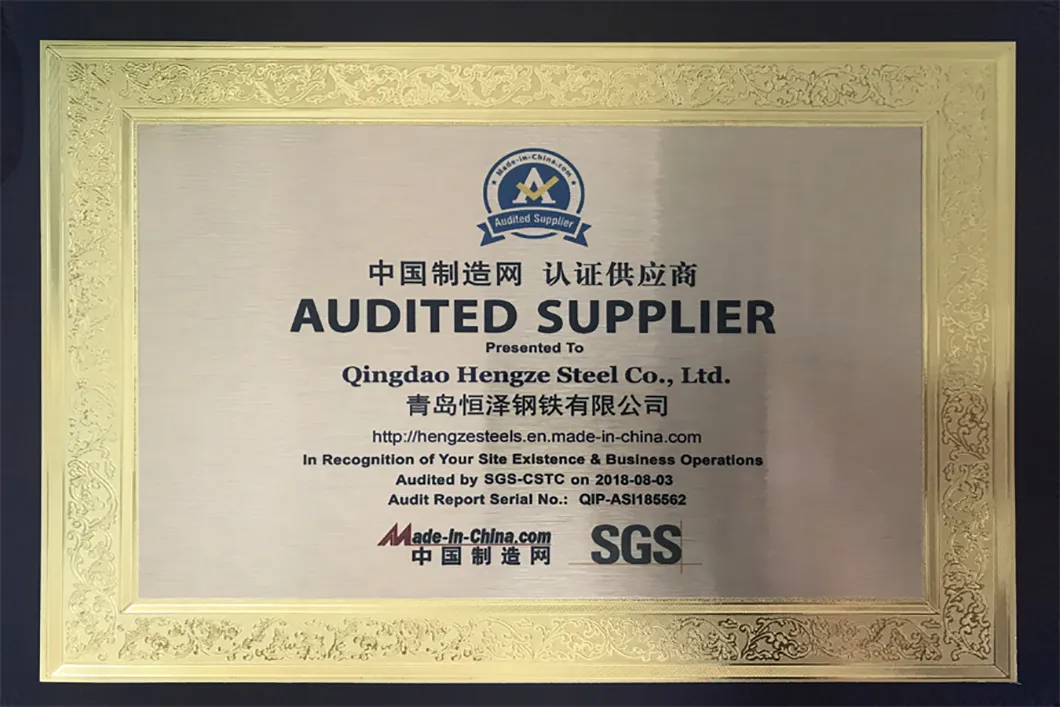 Made-in-China.com
A
Audited Supplier
中国制造网 认证供应商
AUDITED SUPPLIER
Presented To
Qingdao Hengze Steel Co., Ltd.
青岛恒泽钢铁有限公司
http://hengzesteels.en.made-in-china.com
In Recognition of Your Site Existence & Business Operations
Audited by SGS-CSTC on 2018-08-03
Audit Report Serial No.: QIP-ASI185562
Made-in-China.com
中国制造网
SGS